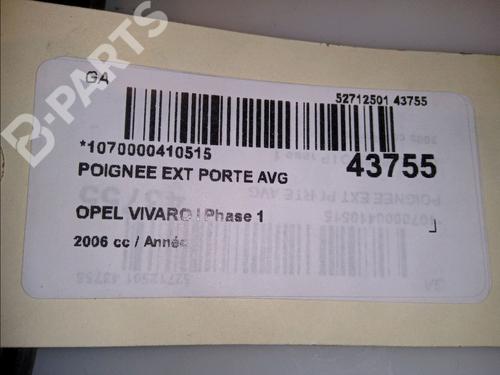 GA
52712501 43755
*1070000410515
43755
POIGNEE EXT PORTE AVG
OPEL VIVARO I Phase 1
2006 cc / Année
B-PARTS